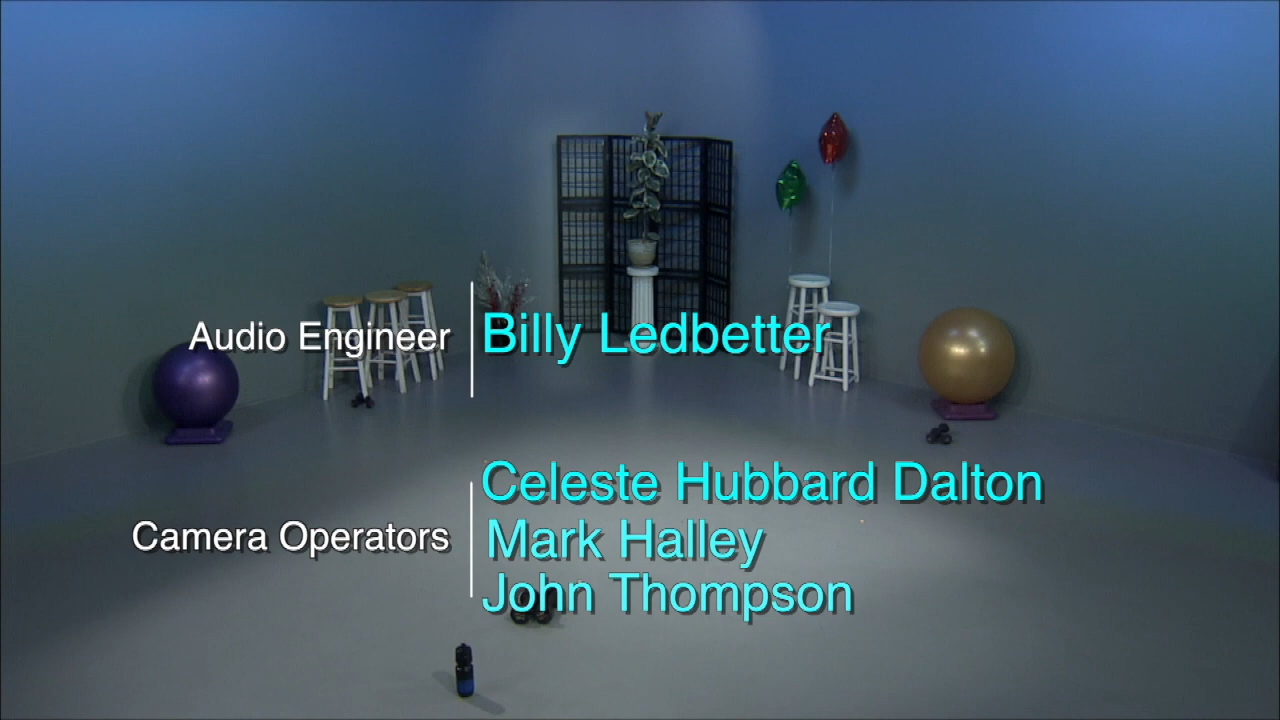 Audio Engineer
Billy Ledbetter
Camera Operators
Celeste Hubbard Dalton
Mark Halley
John Thompson